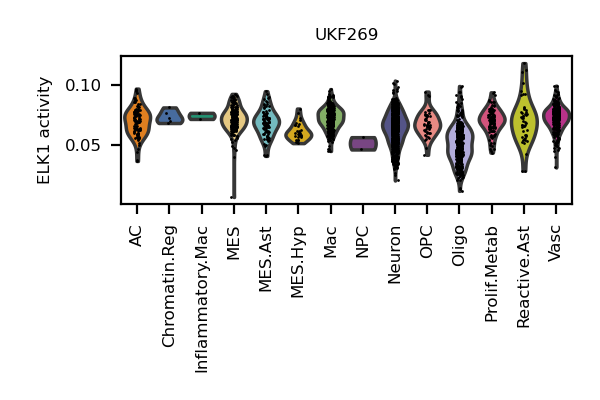 UKF269
ELK1 activity
0.10
0.05
AC
Chromatin.Reg
Inflammatory.Mac
MES
MES.Ast
MES.Hyp
Mac
NPC
Neuron
OPC
Oligo
Prolif.Metab
Reactive.Ast
Vasc